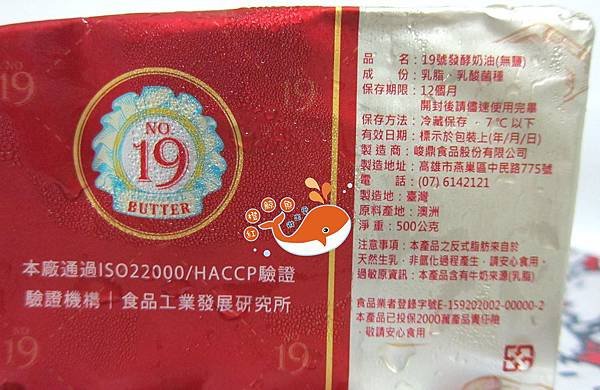 NO.
19
BUTTER
本廠通過ISO22000/HACCP驗證
驗證機構｜食品工業發展研究所
19
19
品　　名：19號發酵奶油(無鹽)
成　　份：乳脂、乳酸菌種
保存期限：12個月
開封後請儘速使用完畢
保存方法：冷藏保存，7℃以下
有效日期：標示於包裝上(年/月/日)
製 造 商：峻鼎食品股份有限公司
製造地址：高雄市燕巢區中民路775號
電　　話：(07) 6142121
製造地：臺灣
原料產地：澳洲
淨 重：500公克
注意事項：本產品之反式脂肪來自於
天然生乳，非氫化過程產生，請安心食用。
過敏原資訊：本產品含有牛奶來源(乳脂)
食品業者登錄字號E-159202002-00000-2
本產品已投保2000萬產品責任險
，敬請安心食用。